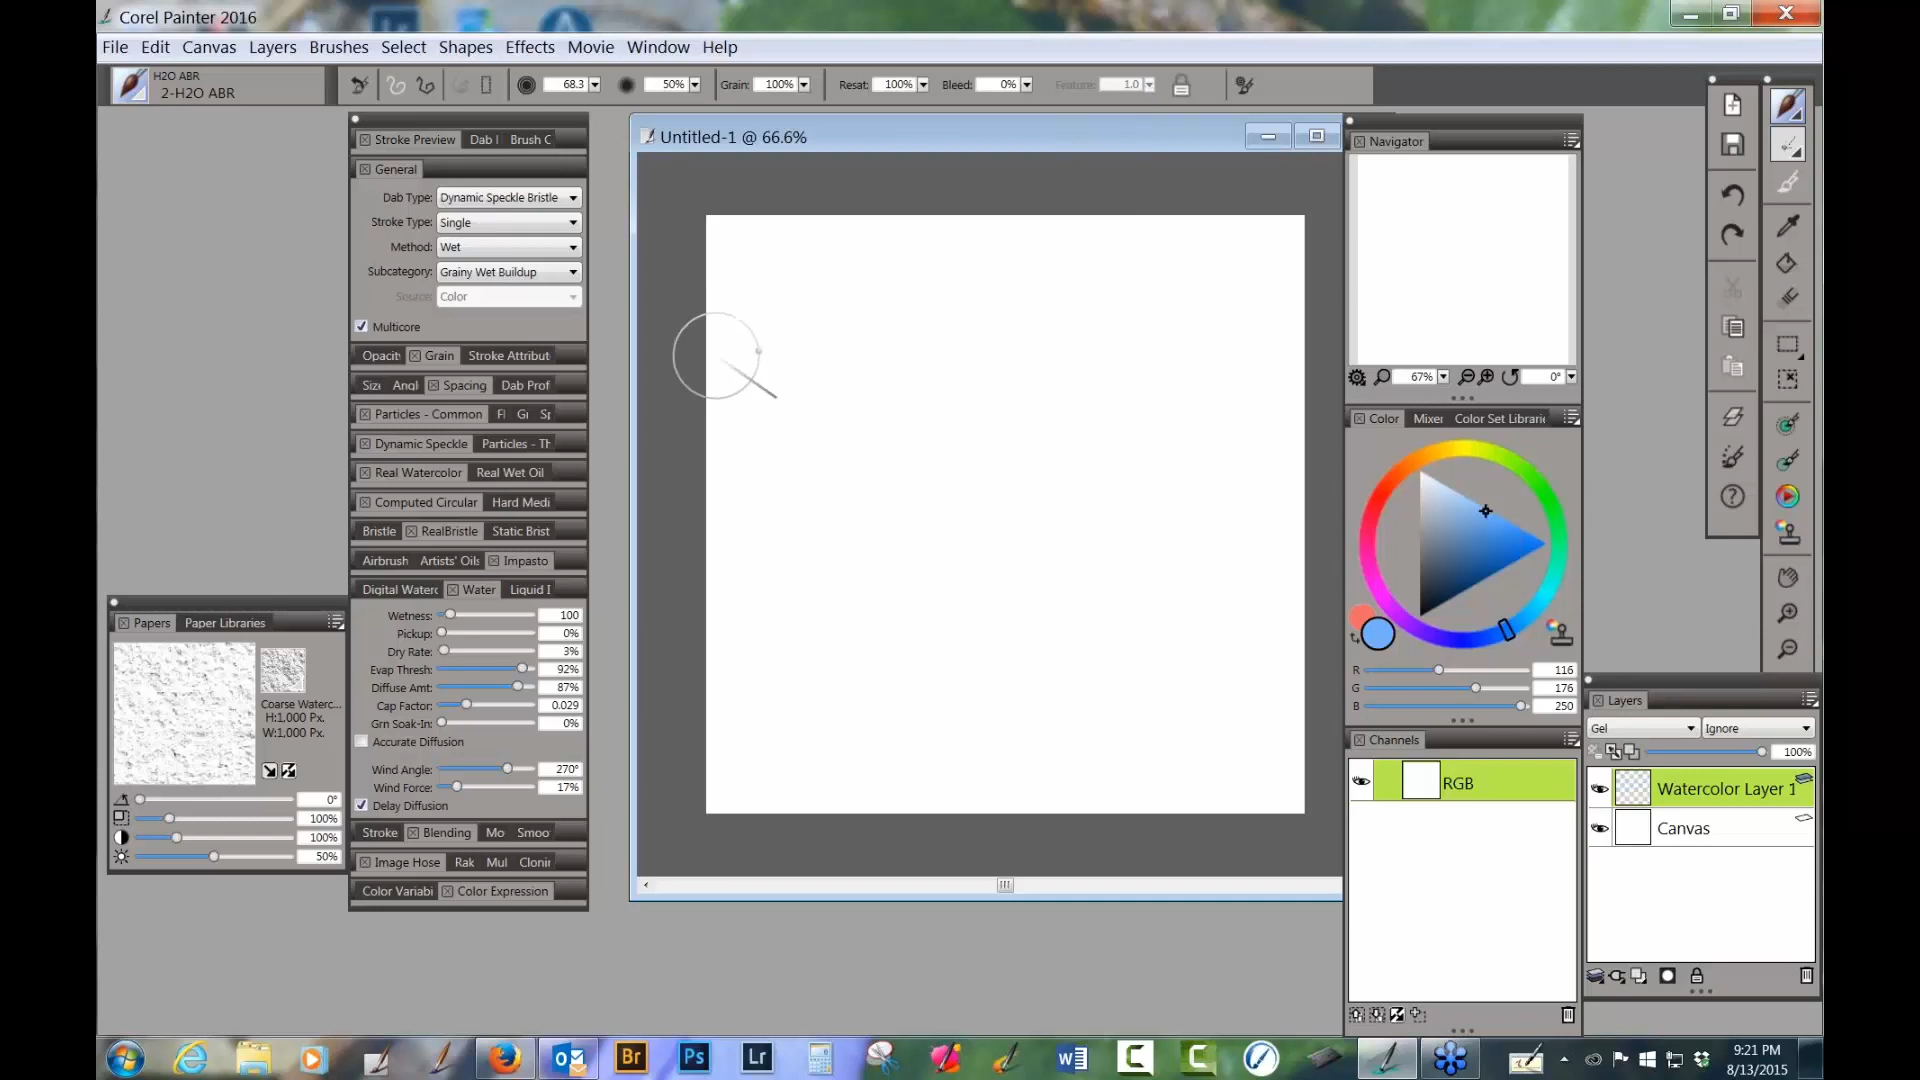 Corel Painter 2016
File Edit Canvas Layers Brushes Select Shapes Effects Movie Window Help
H2O ABR
2-H2O ABR
68.3
50%
Grain: 100%
Resat: 100%
Bleed: 0%
Feature: 1.0
Stroke Preview Dab Brush C
General
Dab Type: Dynamic Speckle Bristle
Stroke Type: Single
Method: Wet
Subcategory: Grainy Wet Buildup
Source: Color
Multicore
Opacit Grain Stroke Attribut
Siz Angl Spacing Dab Prof
Particles - Common Fl Gr Sp
Dynamic Speckle Particles - Th
Real Watercolor Real Wet Oil
Computed Circular Hard Medi
Bristle RealBristle Static Brist
Airbrush Artists' Oils Impasto
Digital Waterc Water Liquid I
Wetness: 100
Pickup: 0%
Dry Rate: 3%
Evap Thresh: 92%
Diffuse Amt: 87%
Cap Factor: 0.029
Grn Soak-In: 0%
Accurate Diffusion
Wind Angle: 270°
Wind Force: 17%
Delay Diffusion
Stroke Blending Mo Smoo
Image Hose Rak Mul Clonin
Color Variabi Color Expression
Papers Paper Libraries
Coarse Waterc...
H:1,000 Px.
W:1,000 Px.
0°
100%
100%
50%
Untitled-1 @ 66.6%
Navigator
67%
0°
Color Mixer Color Set Librari
R 116
G 176
B 250
Channels
RGB
Layers
Gel Ignore
100%
Watercolor Layer 1
Canvas
Br Ps Lr W
9:21 PM
8/13/2015